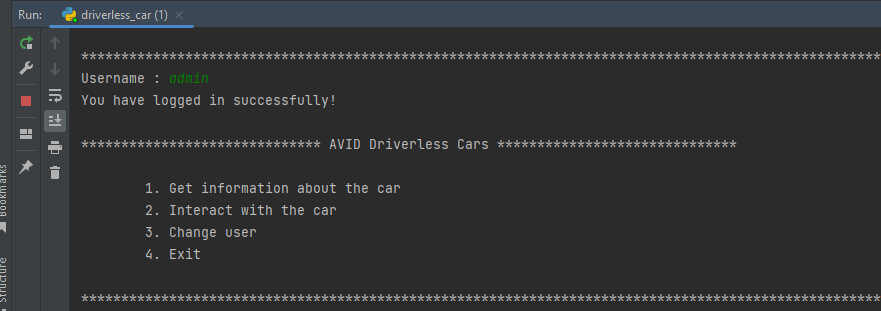 Run: driverless_car (1)
****************************************************************************************************
Username : admin
You have logged in successfully!
****************************** AVID Driverless Cars ******************************
1. Get information about the car
2. Interact with the car
3. Change user
4. Exit
****************************************************************************************************
Bookmarks
Structure